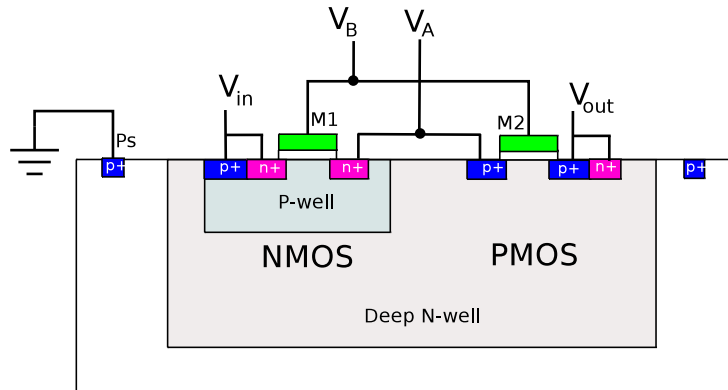 V_B V_A
V_in V_out
M1 M2
Ps
p+ p+ n+ n+ p+ p+ n+ p+
P-well
NMOS PMOS
Deep N-well